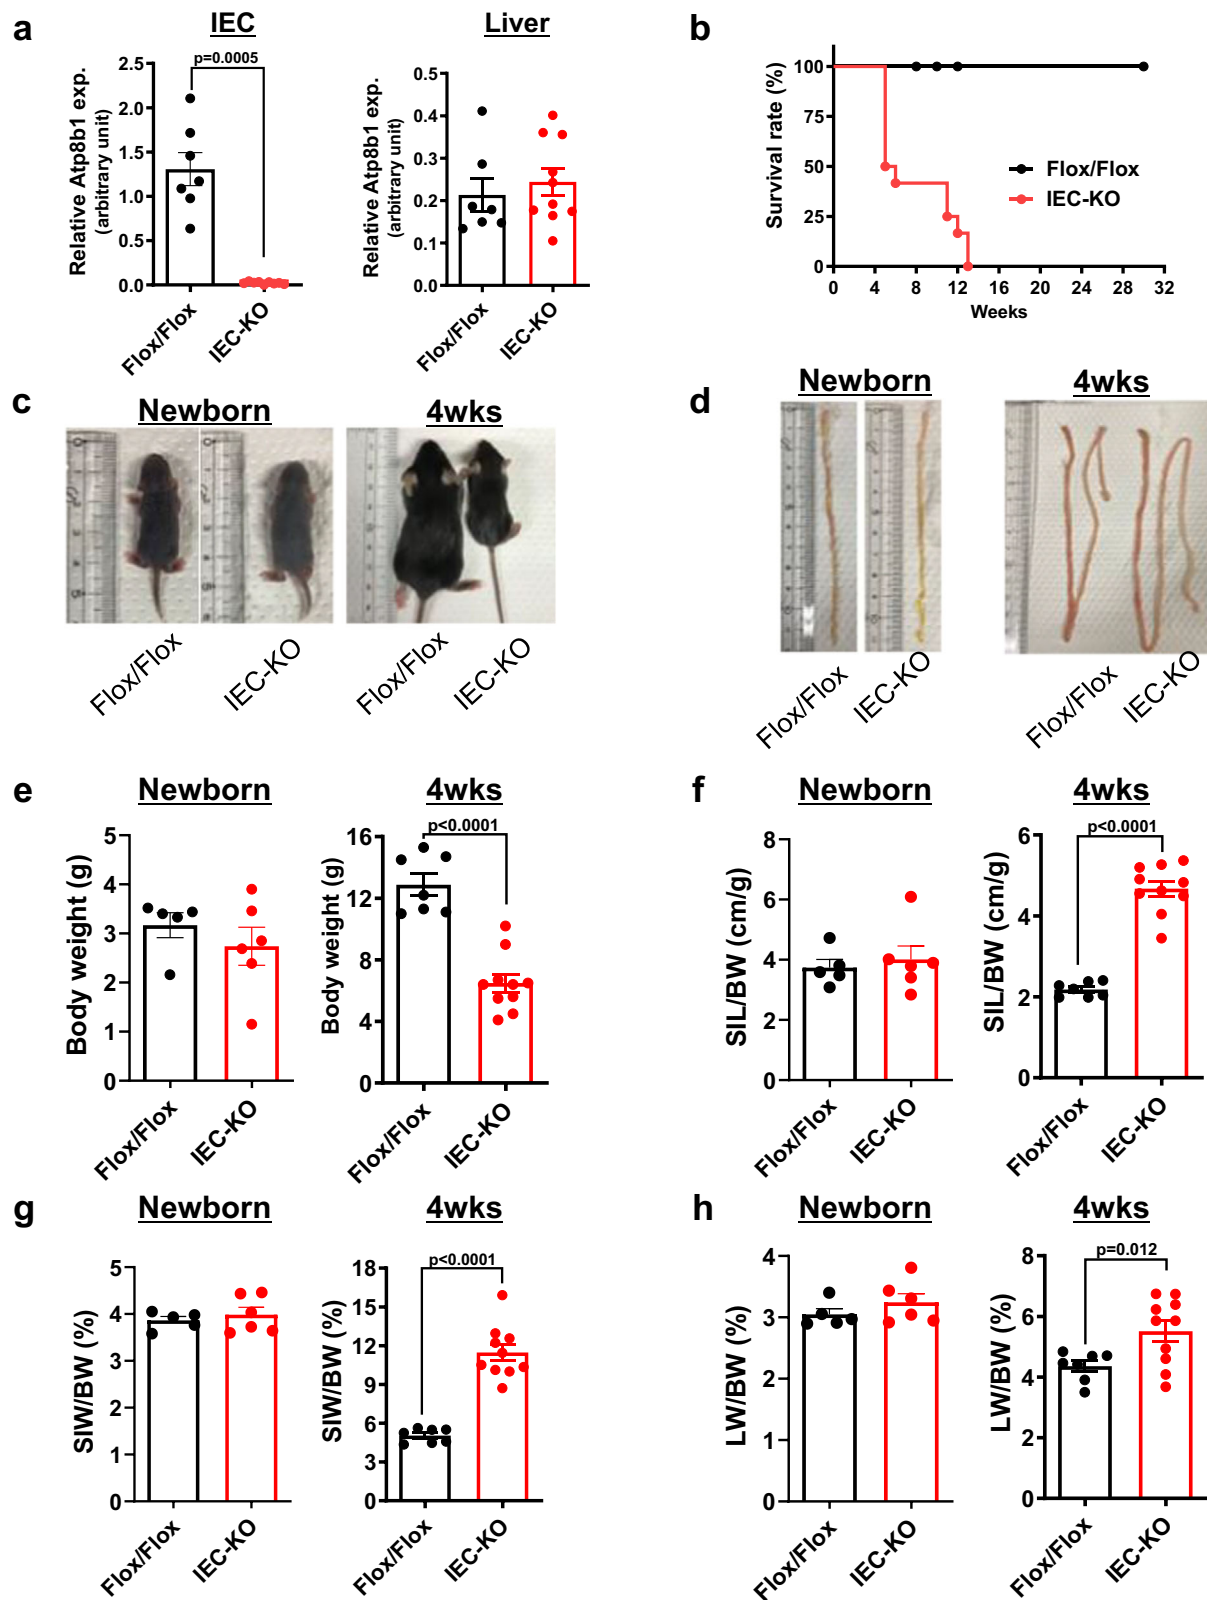 a
IEC
Liver
Relative Atp8b1 exp.
(arbitrary unit)
2.5
2.0
1.5
1.0
0.5
0.0
p=0.0005
Flox/Flox
IEC-KO
Relative Atp8b1 exp.
(arbitrary unit)
0.5
0.4
0.3
0.2
0.1
0.0
Flox/Flox
IEC-KO
b
Survival rate (%)
100
75
50
25
0
Flox/Flox
IEC-KO
0 4 8 12 16 20 24 28 32
Weeks
c
Newborn
4wks
Flox/Flox
IEC-KO
Flox/Flox
IEC-KO
d
Newborn
4wks
Flox/Flox
IEC-KO
Flox/Flox
IEC-KO
e
Newborn
4wks
Body weight (g)
5
4
3
2
1
0
Flox/Flox
IEC-KO
Body weight (g)
16
12
8
4
0
p<0.0001
Flox/Flox
IEC-KO
f
Newborn
4wks
SIL/BW (cm/g)
8
6
4
2
0
Flox/Flox
IEC-KO
SIL/BW (cm/g)
6
4
2
0
p<0.0001
Flox/Flox
IEC-KO
g
Newborn
4wks
SIW/BW (%)
5
4
3
2
1
0
Flox/Flox
IEC-KO
SIW/BW (%)
18
15
12
9
6
3
0
p<0.0001
Flox/Flox
IEC-KO
h
Newborn
4wks
LW/BW (%)
4
3
2
1
0
Flox/Flox
IEC-KO
LW/BW (%)
8
6
4
2
0
p=0.012
Flox/Flox
IEC-KO